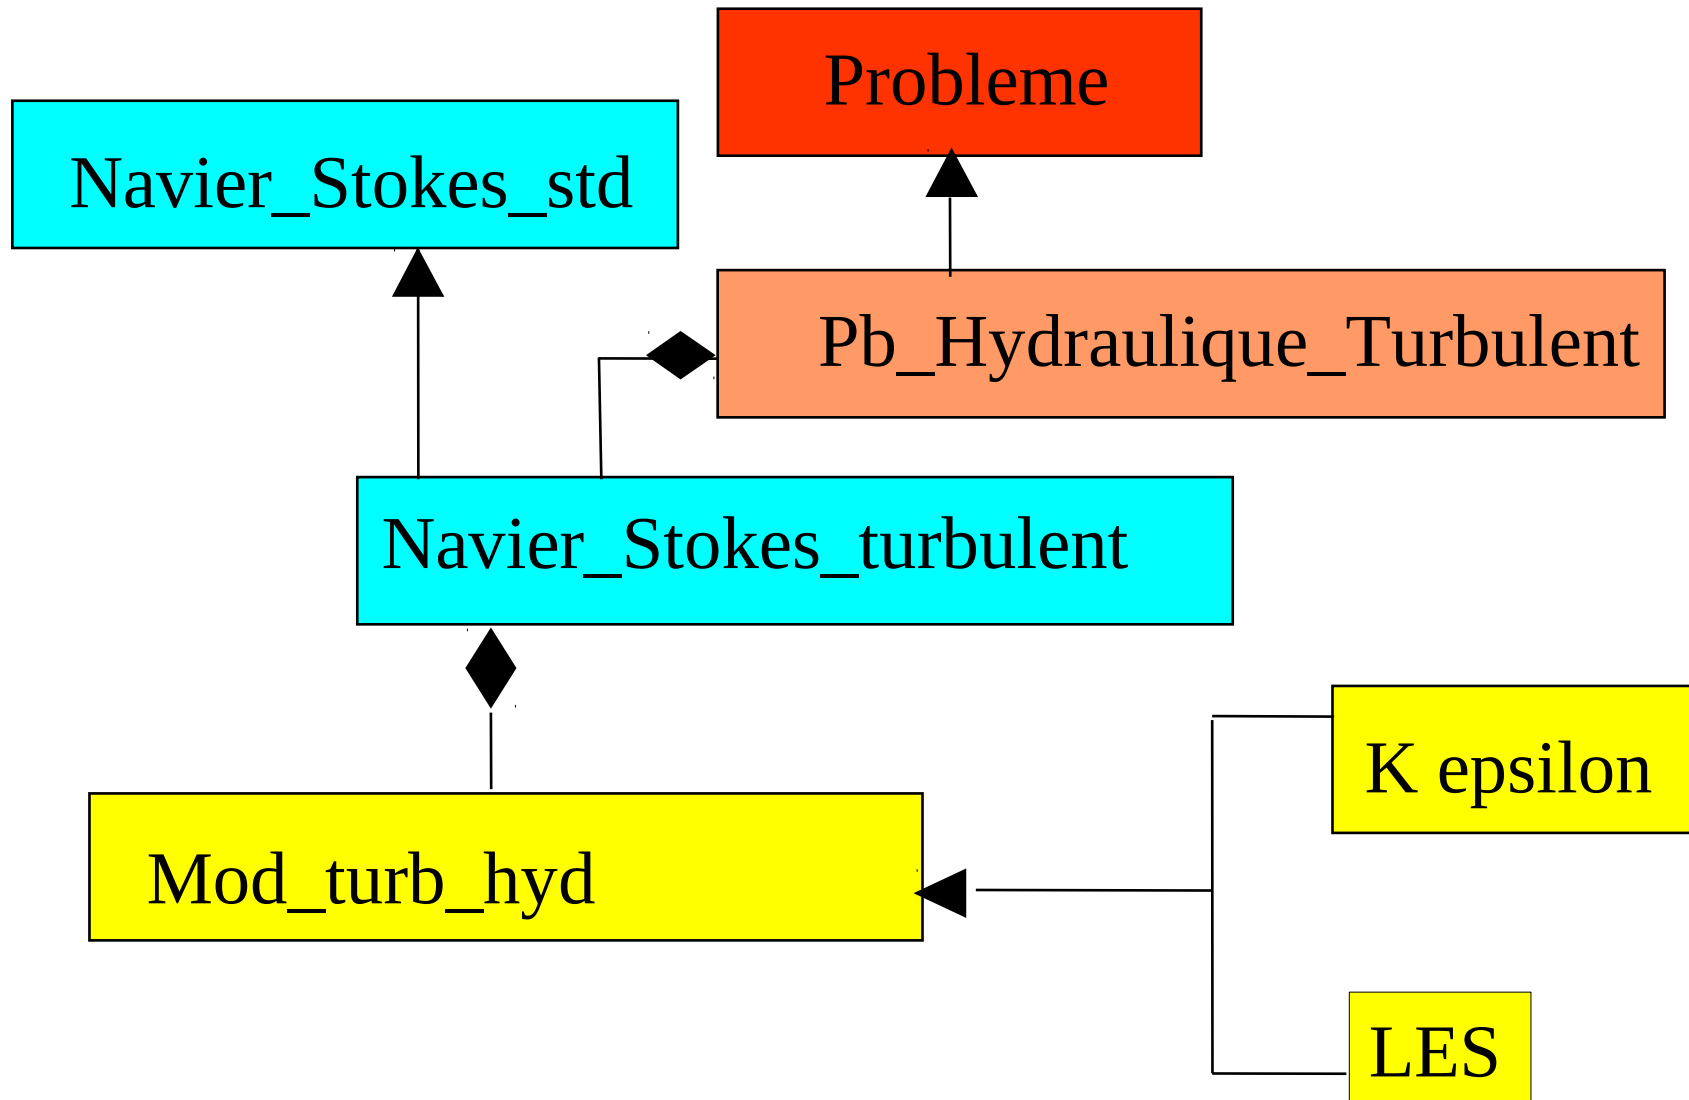 Probleme
Navier_Stokes_std
Pb_Hydraulique_Turbulent
Navier_Stokes_turbulent
K epsilon
Mod_turb_hyd
LES